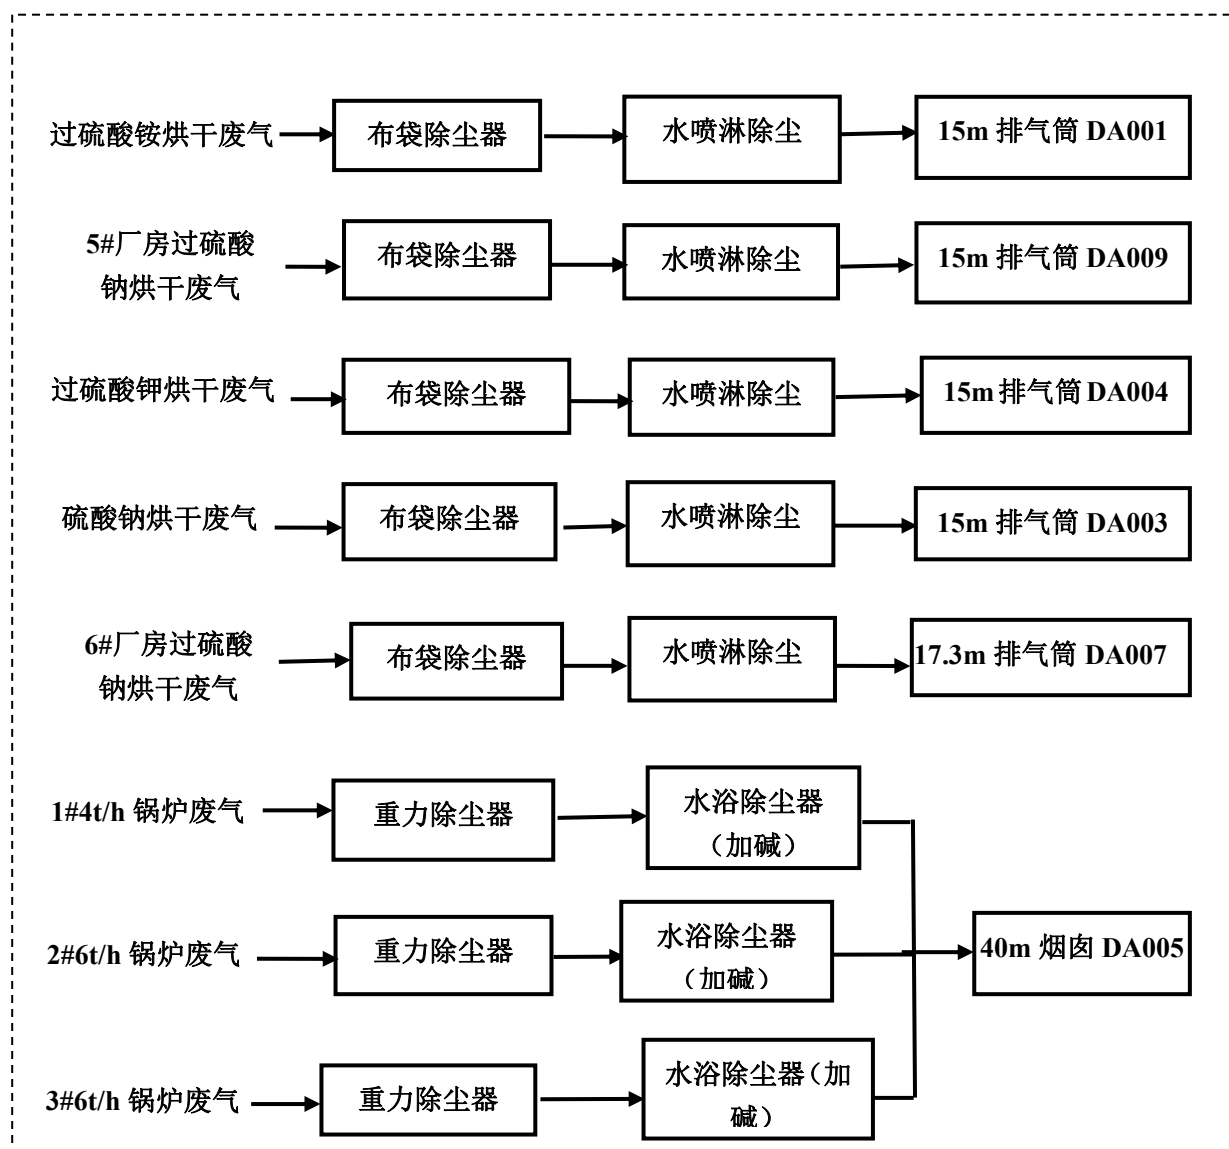 过硫酸铵烘干废气
布袋除尘器
水喷淋除尘
15m 排气筒 DA001
5#厂房过硫酸
钠烘干废气
布袋除尘器
水喷淋除尘
15m 排气筒 DA009
过硫酸钾烘干废气
布袋除尘器
水喷淋除尘
15m 排气筒 DA004
硫酸钠烘干废气
布袋除尘器
水喷淋除尘
15m 排气筒 DA003
6#厂房过硫酸
钠烘干废气
布袋除尘器
水喷淋除尘
17.3m 排气筒 DA007
1#4t/h 锅炉废气
重力除尘器
水浴除尘器
（加碱）
2#6t/h 锅炉废气
重力除尘器
水浴除尘器
（加碱）
40m 烟囱 DA005
3#6t/h 锅炉废气
重力除尘器
水浴除尘器（加
碱）